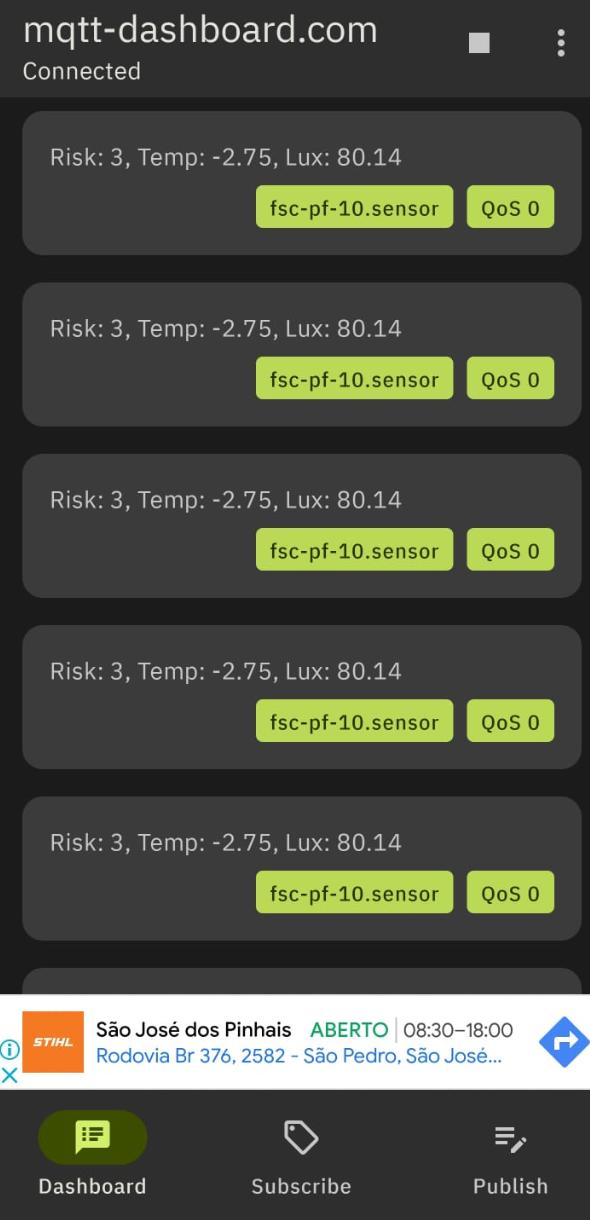 mqtt-dashboard.com
Connected
Risk: 3, Temp: -2.75, Lux: 80.14
fsc-pf-10.sensor QoS 0
Risk: 3, Temp: -2.75, Lux: 80.14
fsc-pf-10.sensor QoS 0
Risk: 3, Temp: -2.75, Lux: 80.14
fsc-pf-10.sensor QoS 0
Risk: 3, Temp: -2.75, Lux: 80.14
fsc-pf-10.sensor QoS 0
Risk: 3, Temp: -2.75, Lux: 80.14
fsc-pf-10.sensor QoS 0
STIHL
São José dos Pinhais ABERTO 08:30–18:00
Rodovia Br 376, 2582 - São Pedro, São José...
Dashboard Subscribe Publish